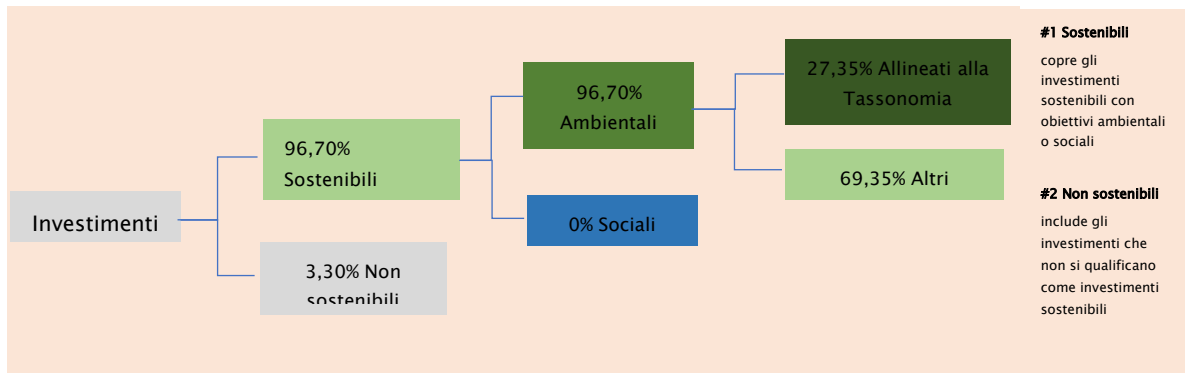 Investimenti
96,70%
Sostenibili
3,30% Non
sostenibili
96,70%
Ambientali
0% Sociali
27,35% Allineati alla
Tassonomia
69,35% Altri
#1 Sostenibili
copre gli
investimenti
sostenibili con
obiettivi ambientali
o sociali
#2 Non sostenibili
include gli
investimenti che
non si qualificano
come investimenti
sostenibili